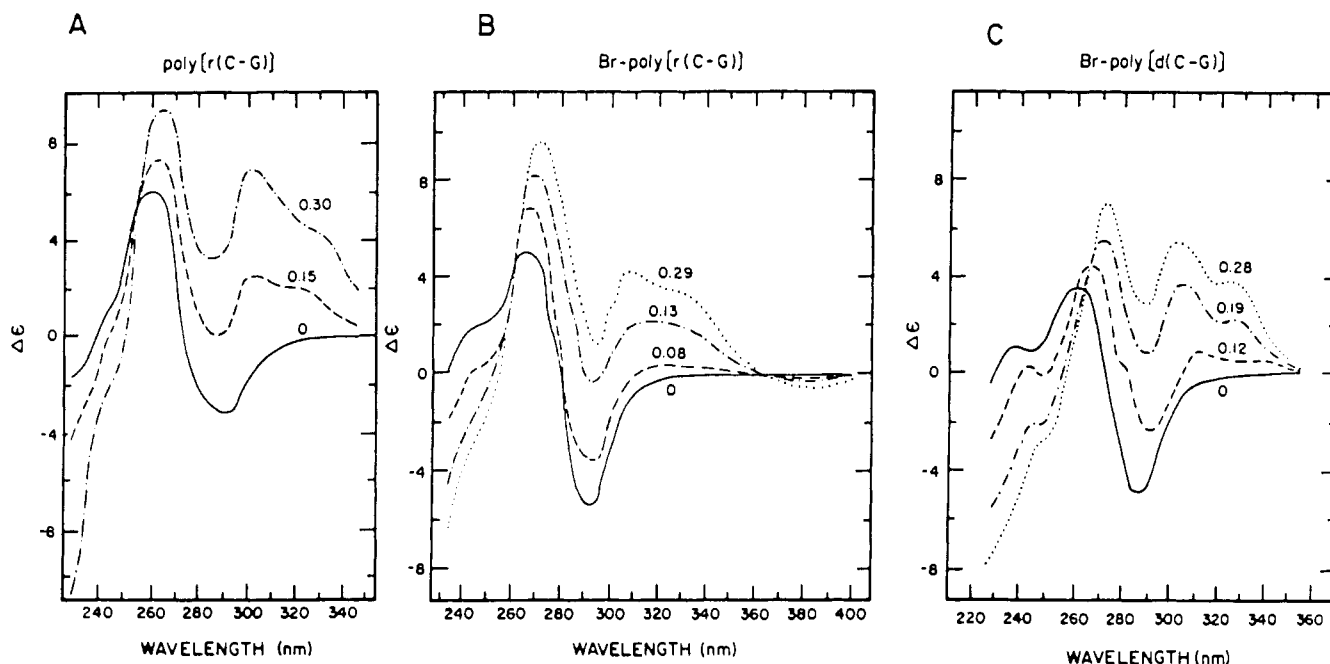 A
poly[r(C-G)]
8
4
0
-4
-8
Δε
0.30
0.15
0
240 260 280 300 320 340
WAVELENGTH (nm)
B
Br-poly[r(C-G)]
8
4
0
-4
-8
Δε
0.29
0.13
0.08
0
240 260 280 300 320 340 360 380 400
WAVELENGTH (nm)
C
Br-poly[d(C-G)]
8
4
0
-4
-8
Δε
0.28
0.19
0.12
0
220 240 260 280 300 320 340 360
WAVELENGTH (nm)